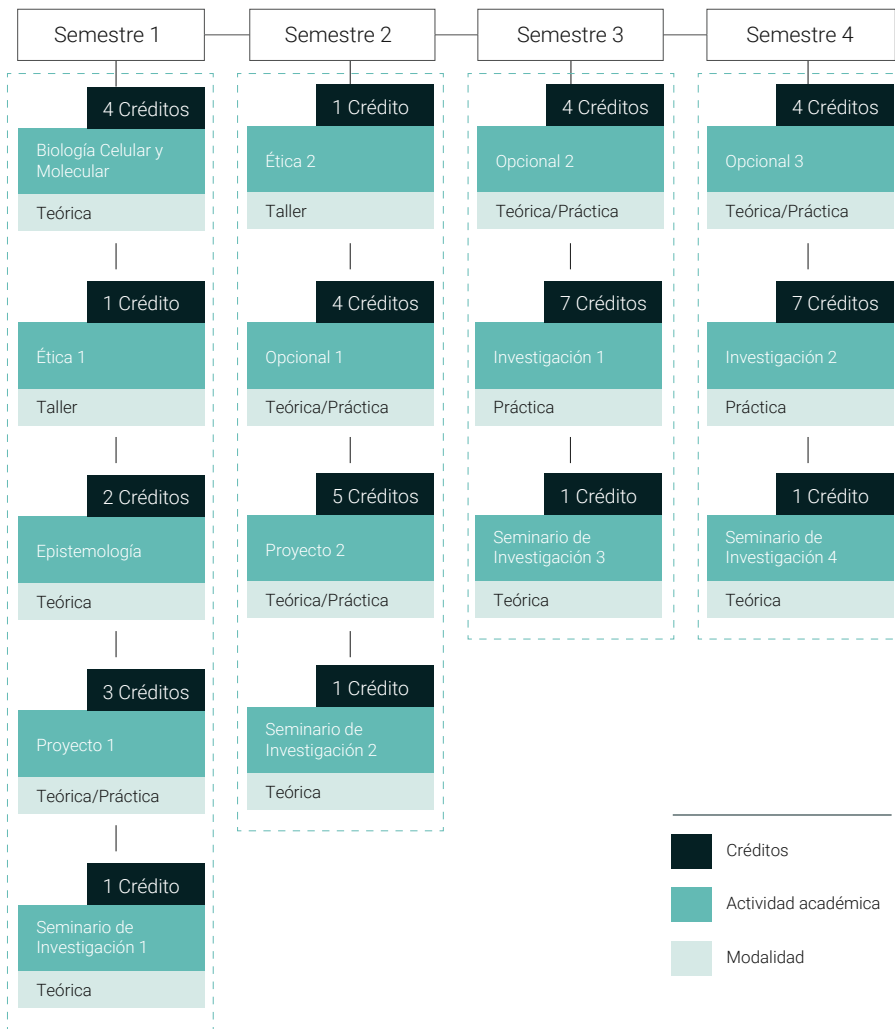 Semestre 1
Semestre 2
Semestre 3
Semestre 4
4 Créditos
Biología Celular y
Molecular
Teórica
1 Crédito
Ética 1
Taller
2 Créditos
Epistemología
Teórica
3 Créditos
Proyecto 1
Teórica/Práctica
1 Crédito
Seminario de
Investigación 1
Teórica
1 Crédito
Ética 2
Taller
4 Créditos
Opcional 1
Teórica/Práctica
5 Créditos
Proyecto 2
Teórica/Práctica
1 Crédito
Seminario de
Investigación 2
Teórica
4 Créditos
Opcional 2
Teórica/Práctica
7 Créditos
Investigación 1
Práctica
1 Crédito
Seminario de
Investigación 3
Teórica
4 Créditos
Opcional 3
Teórica/Práctica
7 Créditos
Investigación 2
Práctica
1 Crédito
Seminario de
Investigación 4
Teórica
Créditos
Actividad académica
Modalidad